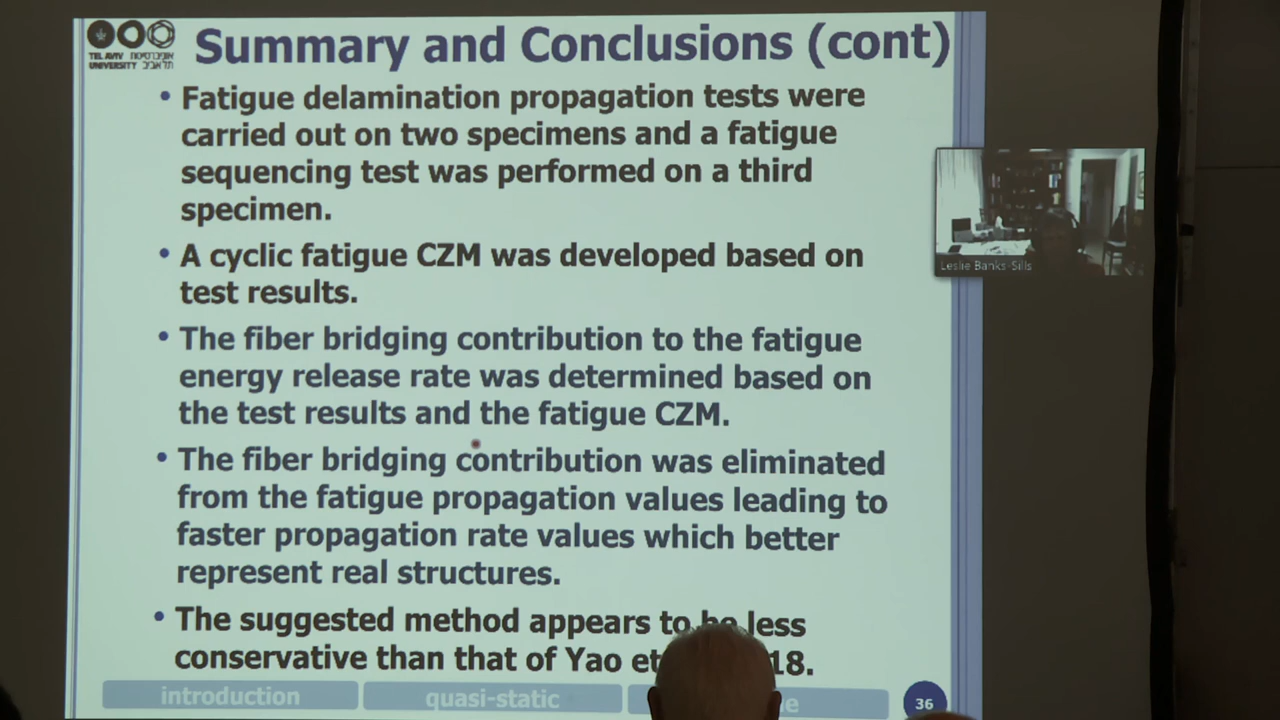 TEL AVIV אוניברסיטת
UNIVERSITY תל אביב
Summary and Conclusions (cont)
• Fatigue delamination propagation tests were
carried out on two specimens and a fatigue
sequencing test was performed on a third
specimen.
• A cyclic fatigue CZM was developed based on
test results.
• The fiber bridging contribution to the fatigue
energy release rate was determined based on
the test results and the fatigue CZM.
• The fiber bridging contribution was eliminated
from the fatigue propagation values leading to
faster propagation rate values which better
represent real structures.
• The suggested method appears to be less
conservative than that of Yao et 18.
introduction quasi-static
36
Leslie Banks-Sills